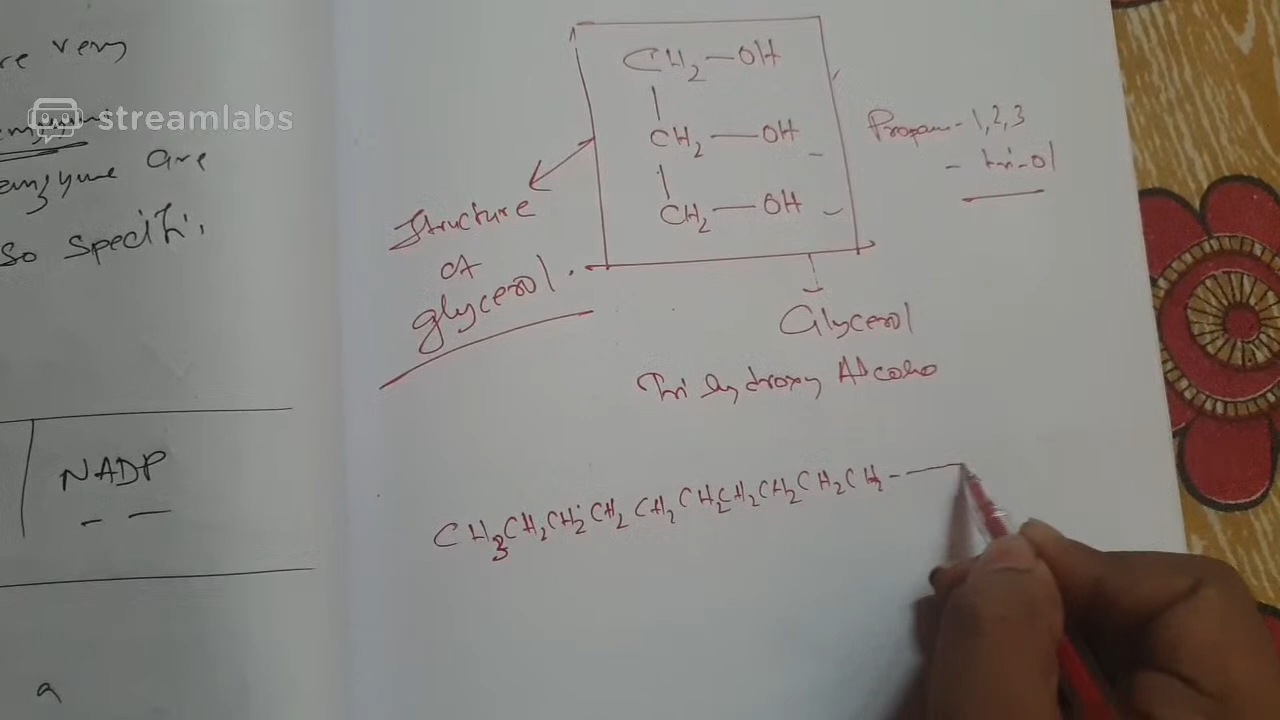 re very
enzyme are
So specifi.
NADP
a
streamlabs
CH2—OH
|
CH2—OH
|
CH2—OH
Propan-1,2,3
- tri-ol
Structure
of
glycerol.
Glycerol
Tri hydroxy Alcoho
CH3CH2CH2CH2CH2CH2CH2CH2CH2CH2-—